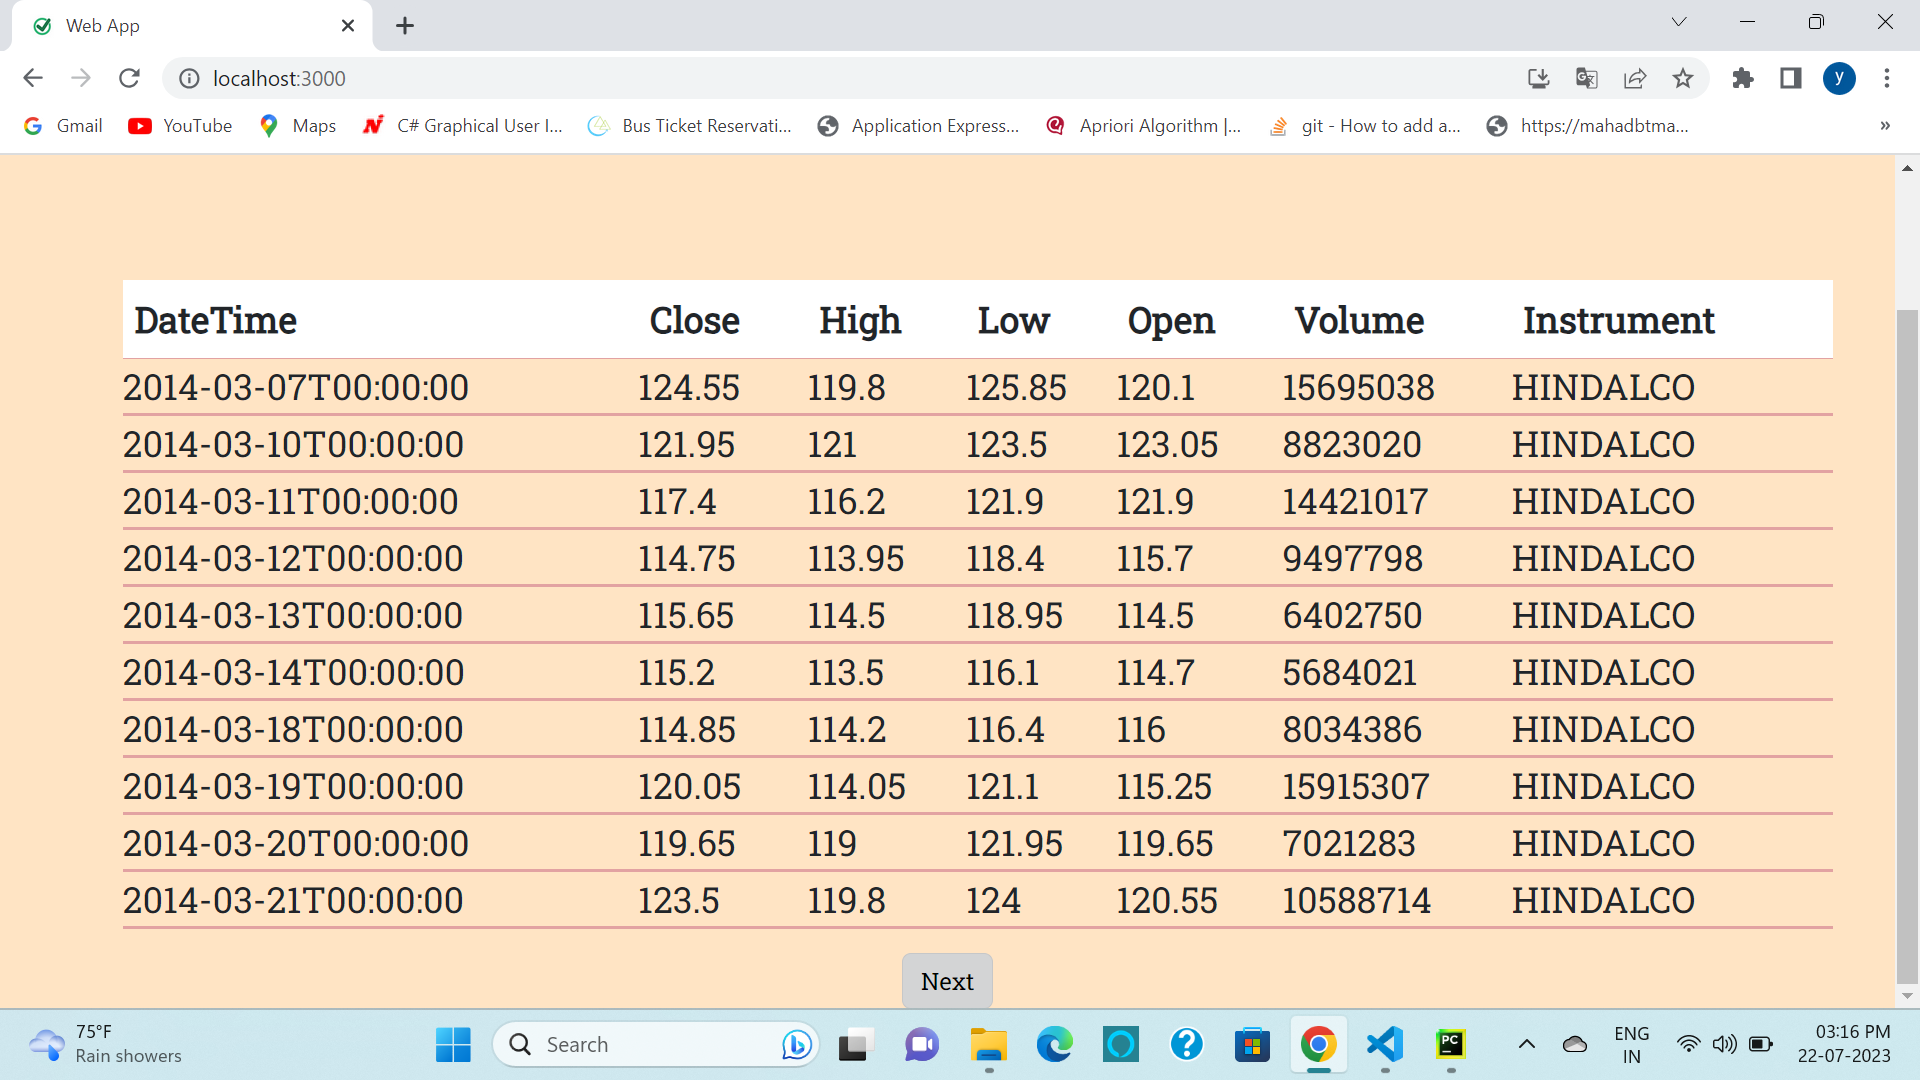 Web App
localhost:3000
y
Gmail YouTube Maps C# Graphical User I... Bus Ticket Reservati... Application Express... Apriori Algorithm |... git - How to add a... https://mahadbtma... »
DateTime Close High Low Open Volume Instrument
2014-03-07T00:00:00 124.55 119.8 125.85 120.1 15695038 HINDALCO
2014-03-10T00:00:00 121.95 121 123.5 123.05 8823020 HINDALCO
2014-03-11T00:00:00 117.4 116.2 121.9 121.9 14421017 HINDALCO
2014-03-12T00:00:00 114.75 113.95 118.4 115.7 9497798 HINDALCO
2014-03-13T00:00:00 115.65 114.5 118.95 114.5 6402750 HINDALCO
2014-03-14T00:00:00 115.2 113.5 116.1 114.7 5684021 HINDALCO
2014-03-18T00:00:00 114.85 114.2 116.4 116 8034386 HINDALCO
2014-03-19T00:00:00 120.05 114.05 121.1 115.25 15915307 HINDALCO
2014-03-20T00:00:00 119.65 119 121.95 119.65 7021283 HINDALCO
2014-03-21T00:00:00 123.5 119.8 124 120.55 10588714 HINDALCO
Next
75°F
Rain showers
Search
PC
ENG
IN
03:16 PM
22-07-2023